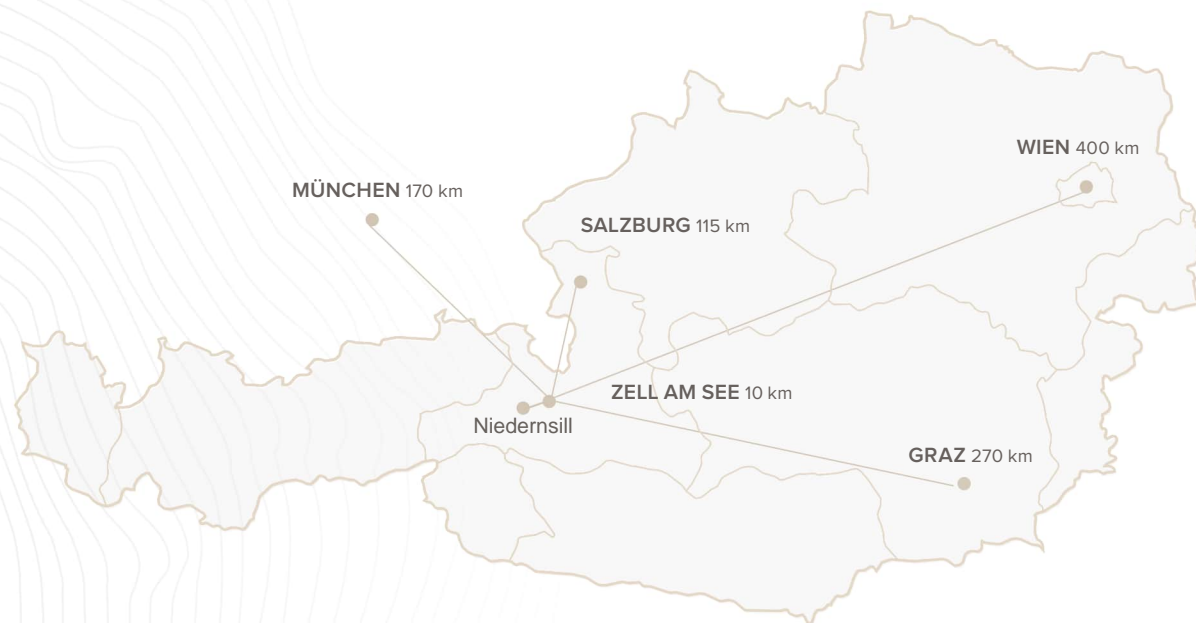 WIEN 400 km
MÜNCHEN 170 km
SALZBURG 115 km
ZELL AM SEE 10 km
Niedernsill
GRAZ 270 km